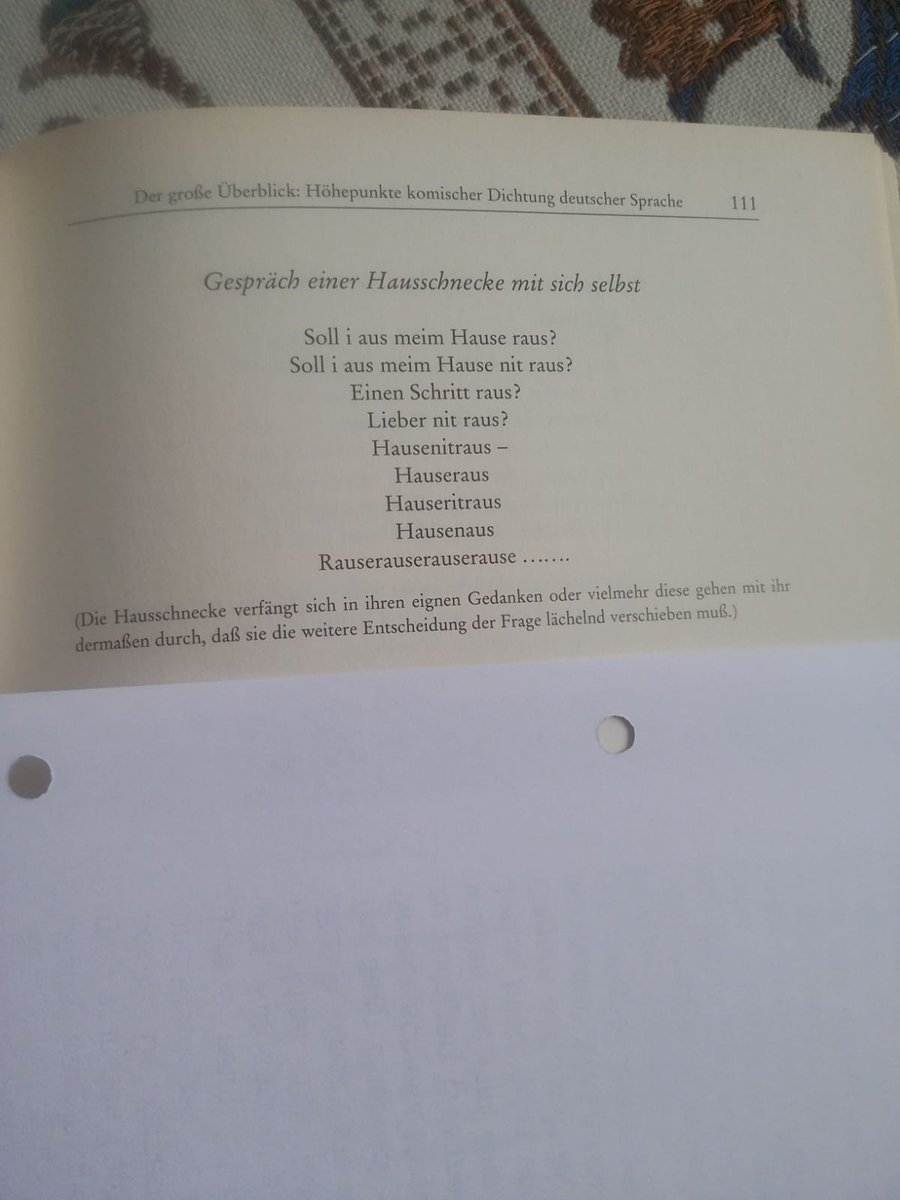 Der große Überblick: Höhepunkte komischer Dichtung deutscher Sprache 111
Gespräch einer Hausschnecke mit sich selbst
Soll i aus meim Hause raus?
Soll i aus meim Hause nit raus?
Einen Schritt raus?
Lieber nit raus?
Hausenitraus –
Hauseraus
Hauseritraus
Hausenaus
Rauserauserauserause .......
(Die Hausschnecke verfängt sich in ihren eignen Gedanken oder vielmehr diese gehen mit ihr
dermaßen durch, daß sie die weitere Entscheidung der Frage lächelnd verschieben muß.)